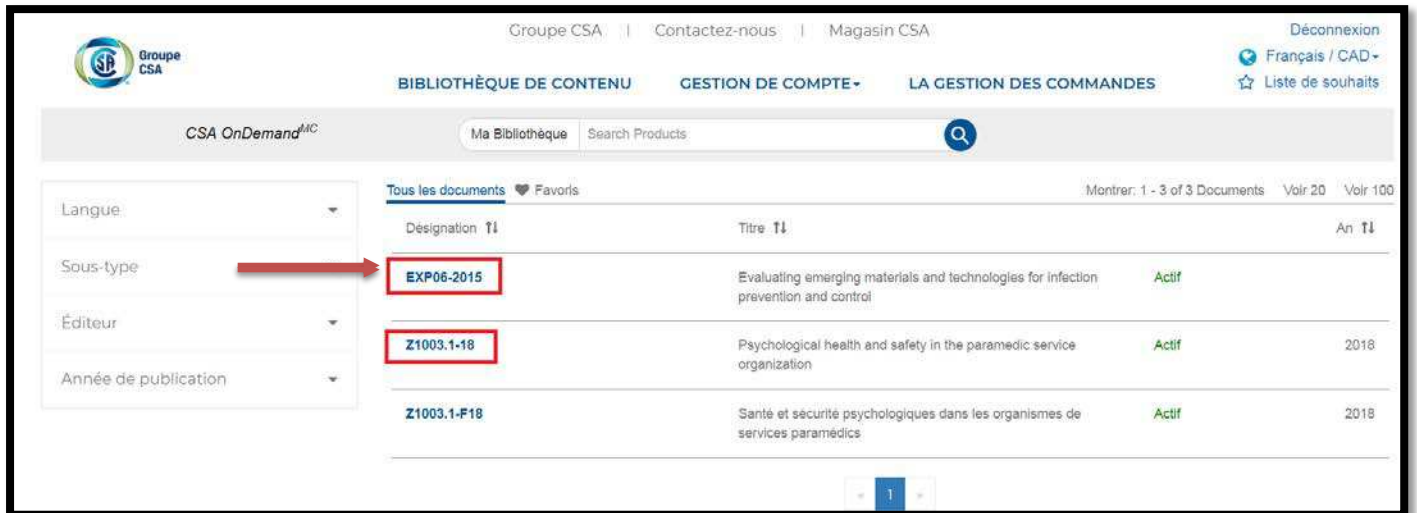 Groupe CSA | Contactez-nous | Magasin CSA
Déconnexion
Groupe
CSA
Français / CAD
BIBLIOTHÈQUE DE CONTENU GESTION DE COMPTE LA GESTION DES COMMANDES
Liste de souhaits
CSA OnDemandᴹᶜ
Ma Bibliothèque Search Products
Langue
Sous-type
Éditeur
Année de publication
Tous les documents Favoris Montrer: 1 - 3 of 3 Documents Voir 20 Voir 100
Désignation Titre An
EXP06-2015 Evaluating emerging materials and technologies for infection Actif
prevention and control
Z1003.1-18 Psychological health and safety in the paramedic service Actif 2018
organization
Z1003.1-F18 Santé et sécurité psychologiques dans les organismes de Actif 2018
services paramédics
« 1 »